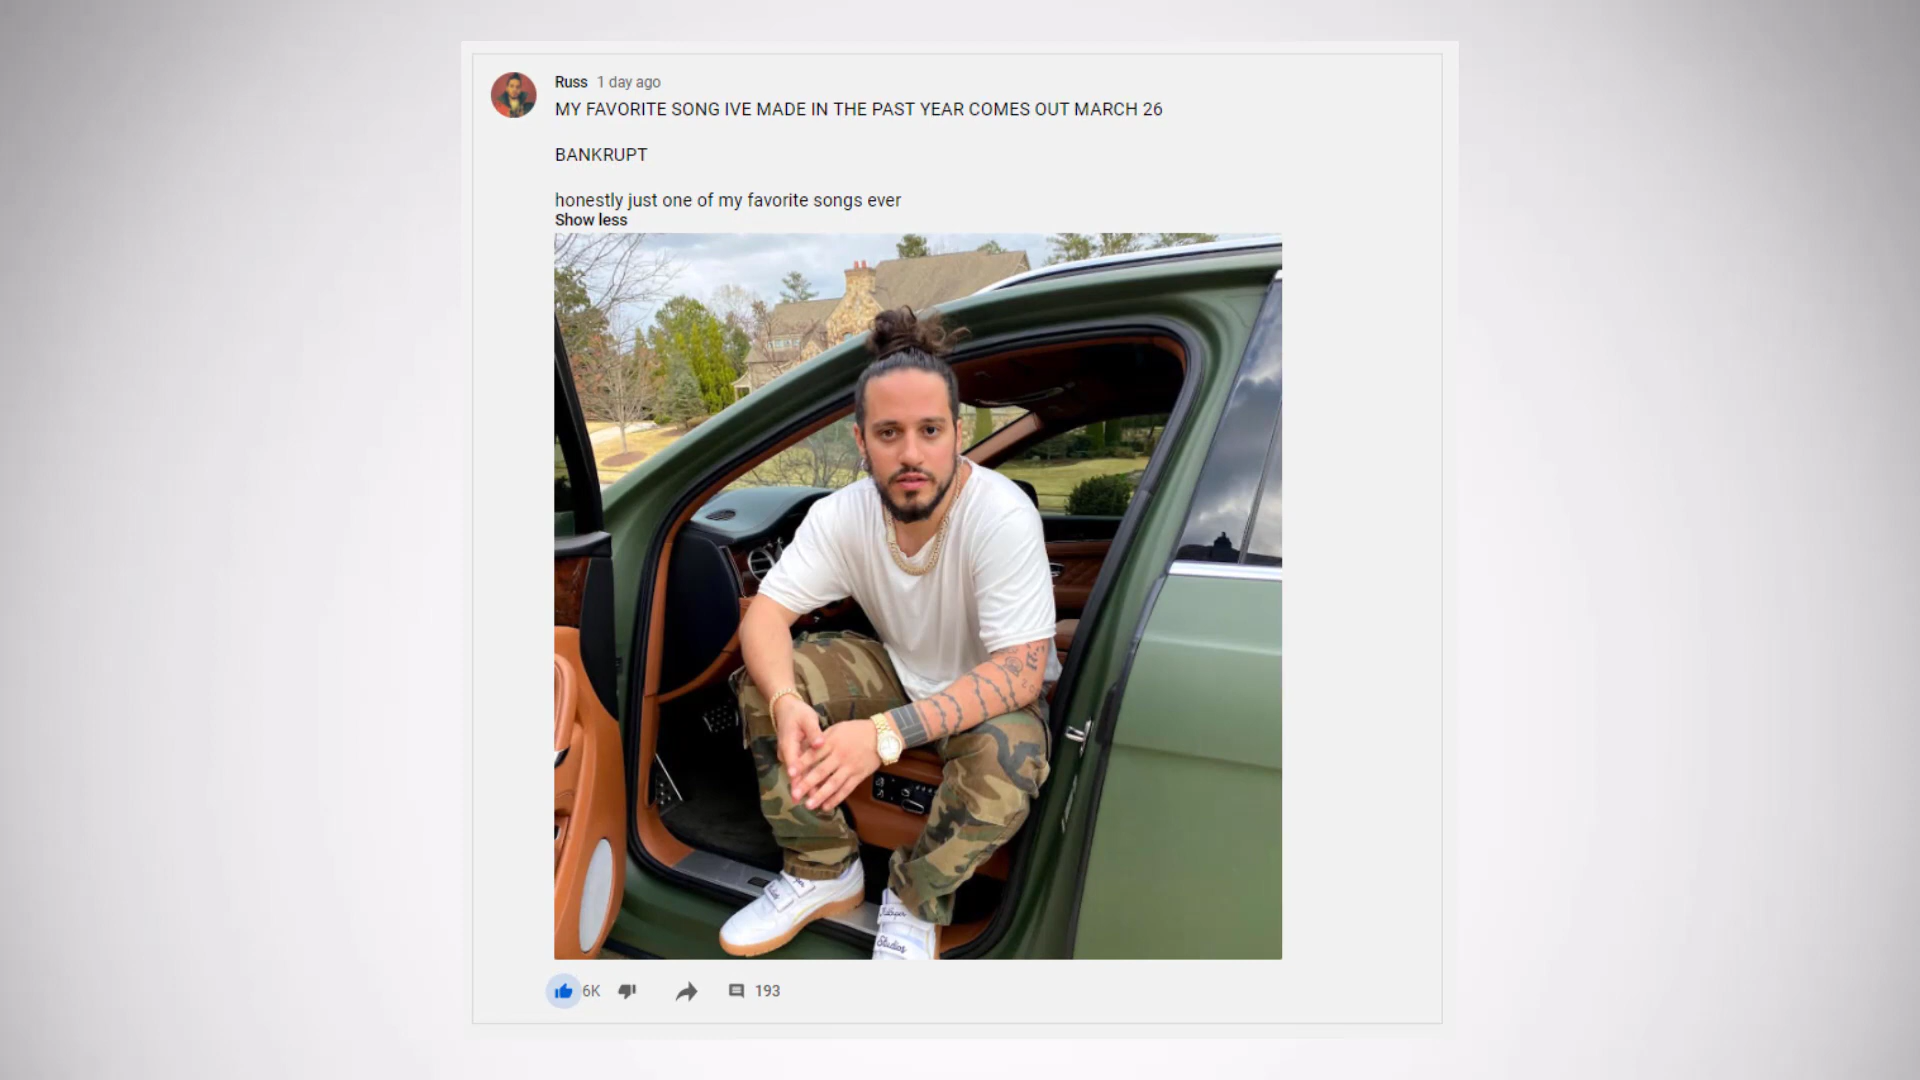 Russ 1 day ago
MY FAVORITE SONG IVE MADE IN THE PAST YEAR COMES OUT MARCH 26
BANKRUPT
honestly just one of my favorite songs ever
Show less
Studios
6K 193